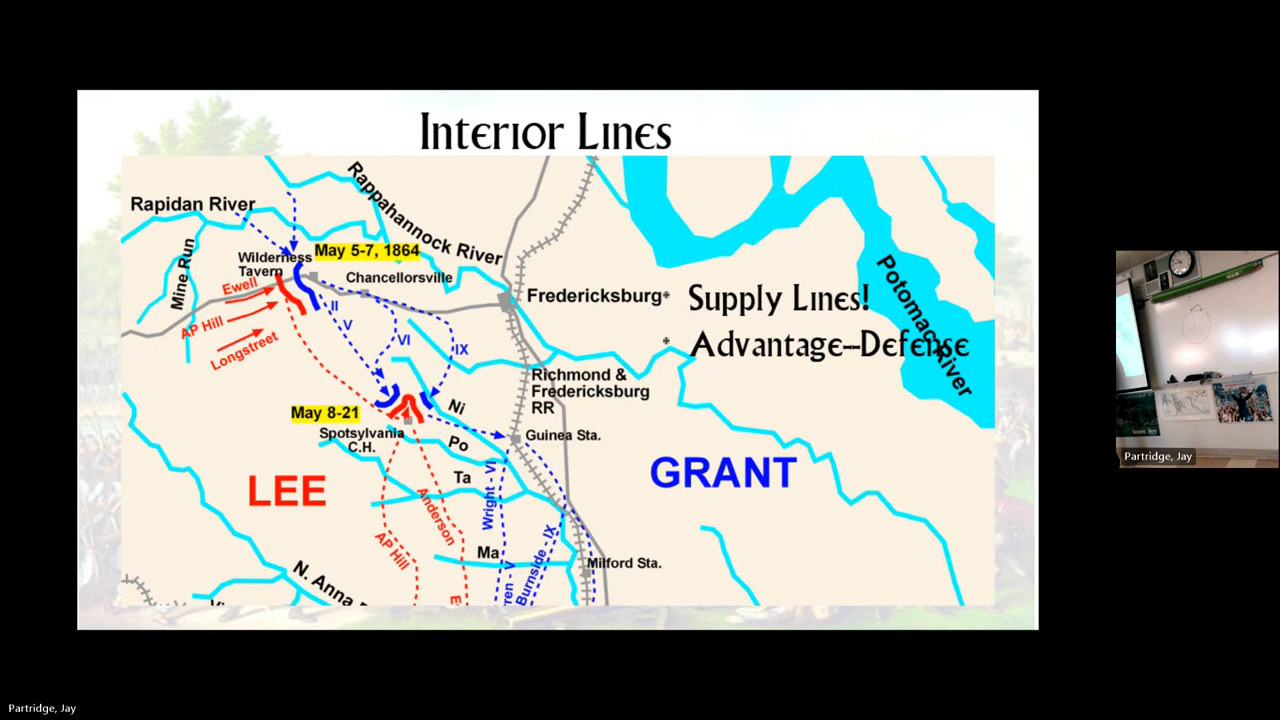 Interior Lines
Rappahannock River
Rapidan River
Mine Run
May 5-7, 1864
Wilderness
Tavern
Chancellorsville
Ewell
AP Hill
Longstreet
II
V
VI
IX
Fredericksburg
Supply Lines!
Advantage--Defense
Potomac River
Richmond &
Fredericksburg
RR
May 8-21
Spotsylvania
C.H.
Ni
Po
Ta
Ma
Guinea Sta.
LEE
GRANT
Anderson
AP Hill
Wright - VI
Burnside - IX
ren - V
E
Milford Sta.
N. Anna
Partridge, Jay
Partridge, Jay